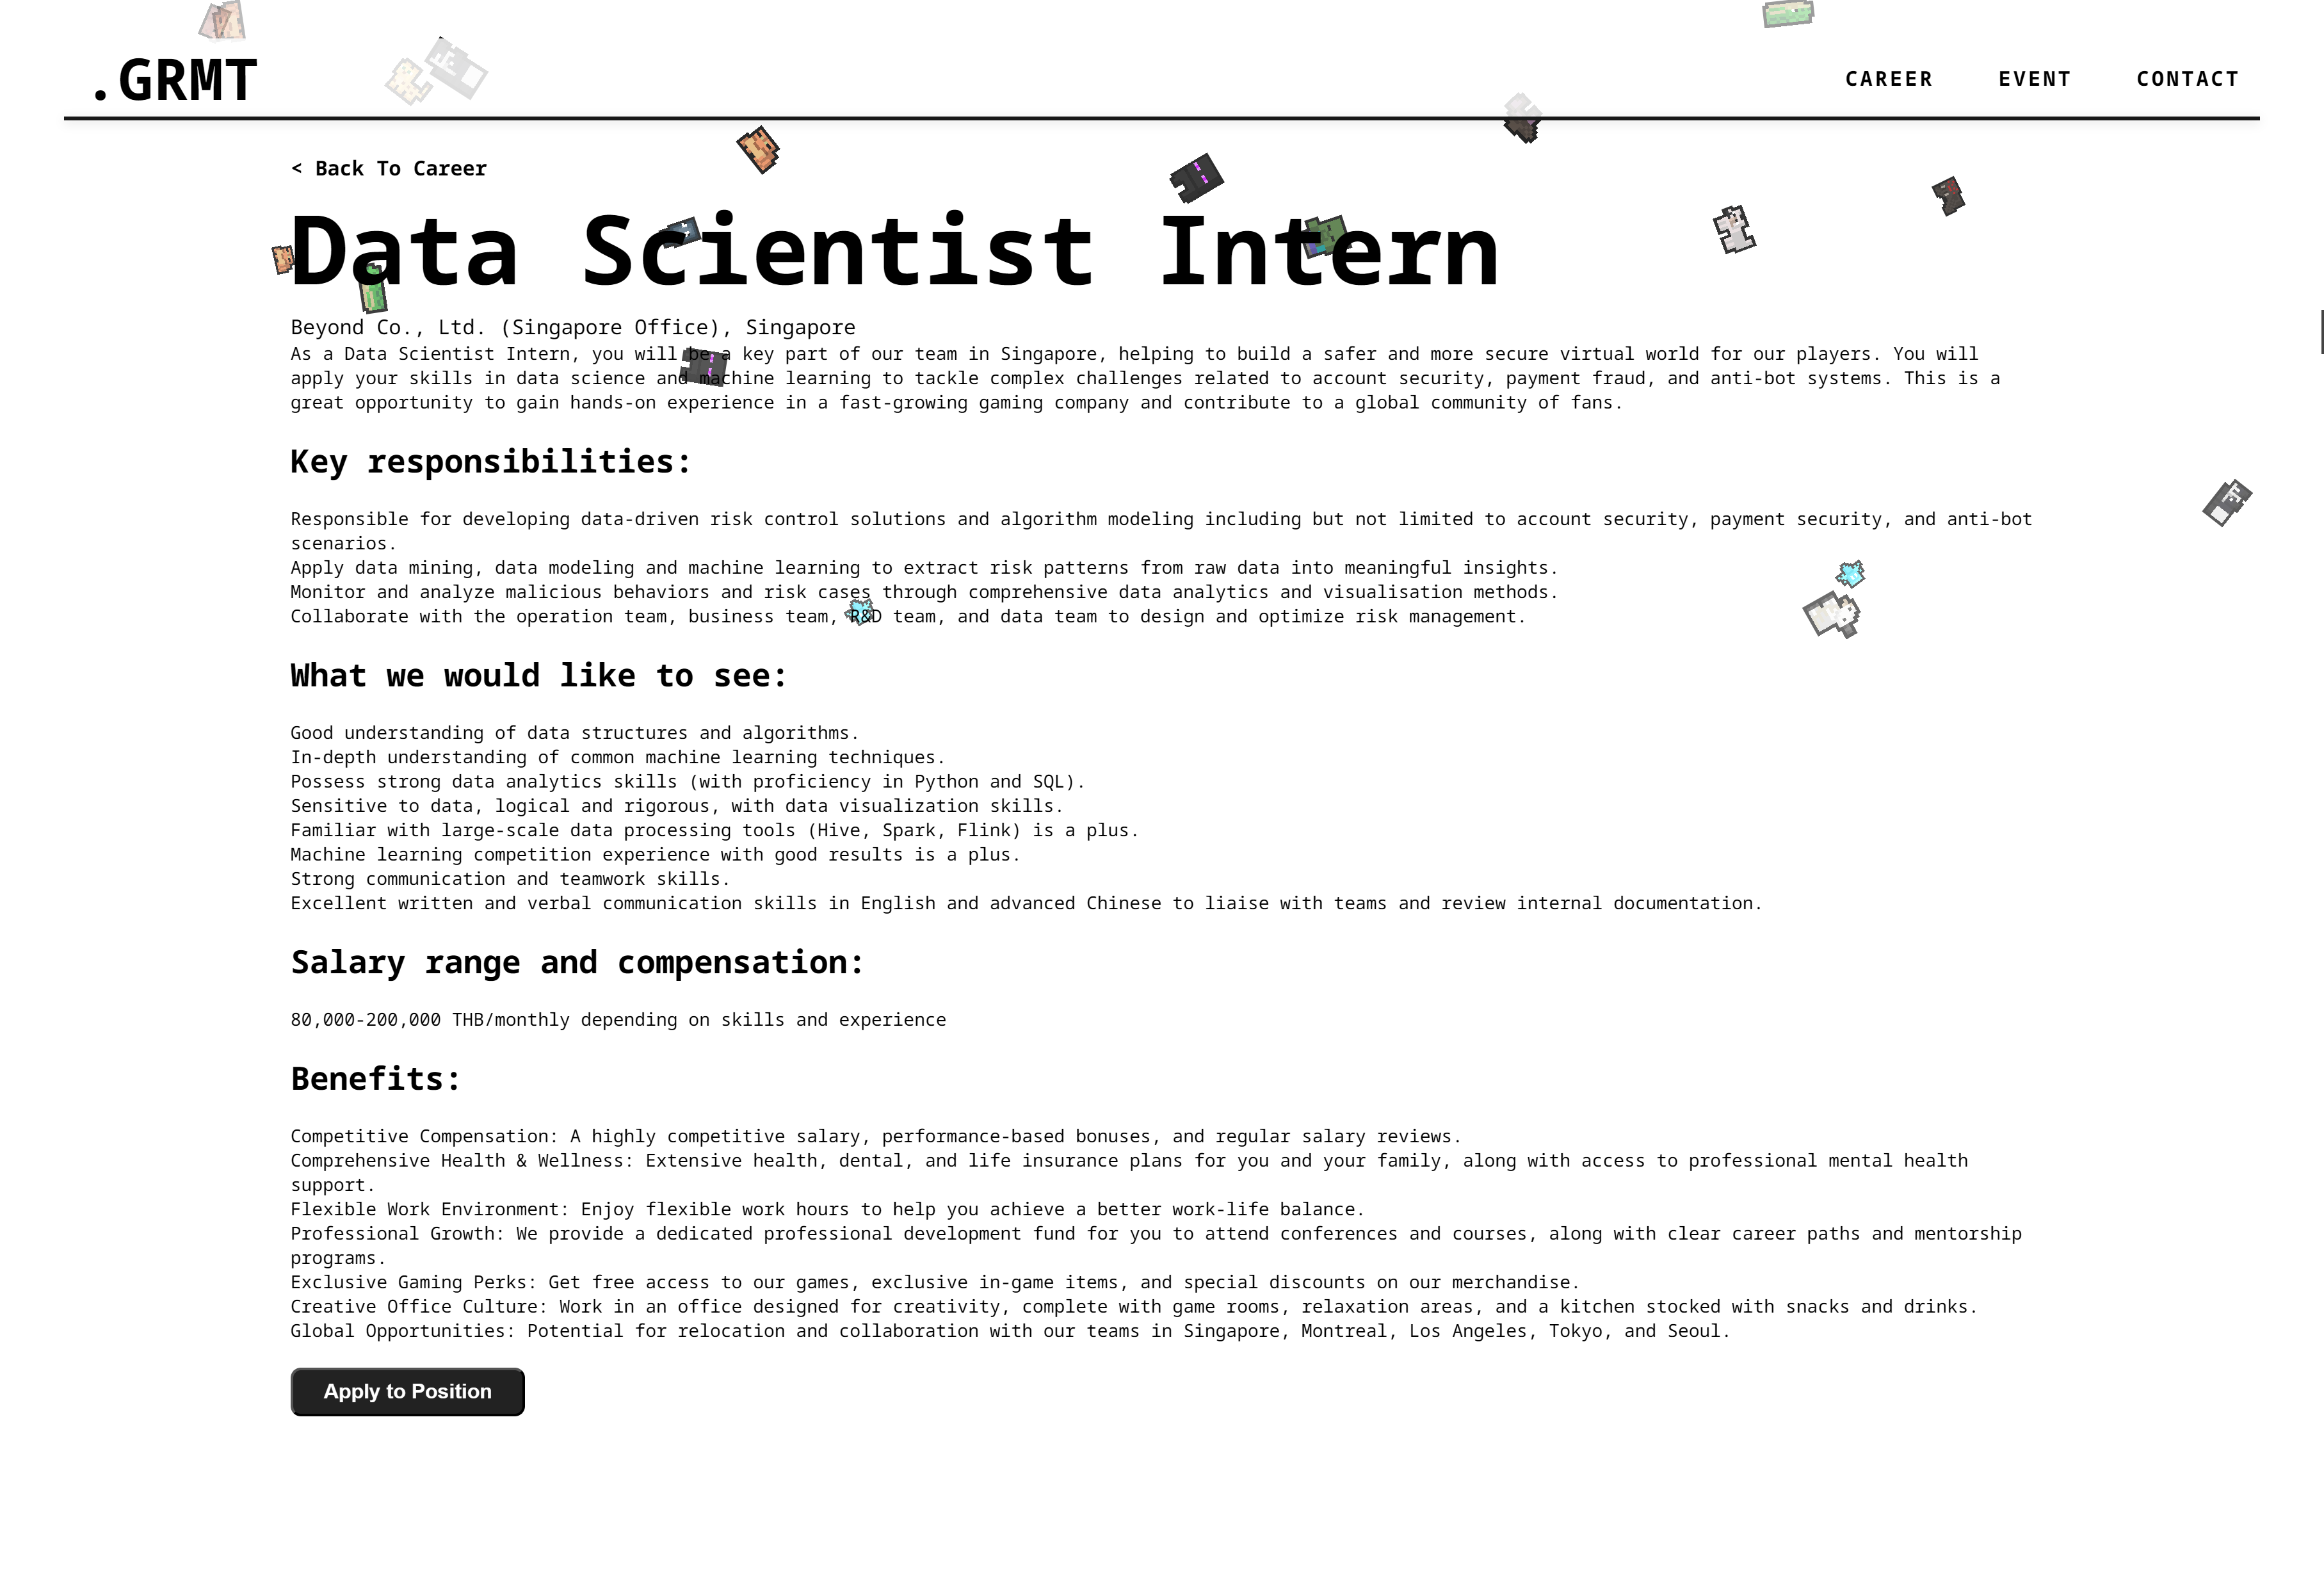 .GRMT
CAREER EVENT CONTACT
< Back To Career
Data Scientist Intern
Beyond Co., Ltd. (Singapore Office), Singapore
As a Data Scientist Intern, you will be a key part of our team in Singapore, helping to build a safer and more secure virtual world for our players. You will
apply your skills in data science and machine learning to tackle complex challenges related to account security, payment fraud, and anti-bot systems. This is a
great opportunity to gain hands-on experience in a fast-growing gaming company and contribute to a global community of fans.
Key responsibilities:
Responsible for developing data-driven risk control solutions and algorithm modeling including but not limited to account security, payment security, and anti-bot
scenarios.
Apply data mining, data modeling and machine learning to extract risk patterns from raw data into meaningful insights.
Monitor and analyze malicious behaviors and risk cases through comprehensive data analytics and visualisation methods.
Collaborate with the operation team, business team, R&D team, and data team to design and optimize risk management.
What we would like to see:
Good understanding of data structures and algorithms.
In-depth understanding of common machine learning techniques.
Possess strong data analytics skills (with proficiency in Python and SQL).
Sensitive to data, logical and rigorous, with data visualization skills.
Familiar with large-scale data processing tools (Hive, Spark, Flink) is a plus.
Machine learning competition experience with good results is a plus.
Strong communication and teamwork skills.
Excellent written and verbal communication skills in English and advanced Chinese to liaise with teams and review internal documentation.
Salary range and compensation:
80,000-200,000 THB/monthly depending on skills and experience
Benefits:
Competitive Compensation: A highly competitive salary, performance-based bonuses, and regular salary reviews.
Comprehensive Health & Wellness: Extensive health, dental, and life insurance plans for you and your family, along with access to professional mental health
support.
Flexible Work Environment: Enjoy flexible work hours to help you achieve a better work-life balance.
Professional Growth: We provide a dedicated professional development fund for you to attend conferences and courses, along with clear career paths and mentorship
programs.
Exclusive Gaming Perks: Get free access to our games, exclusive in-game items, and special discounts on our merchandise.
Creative Office Culture: Work in an office designed for creativity, complete with game rooms, relaxation areas, and a kitchen stocked with snacks and drinks.
Global Opportunities: Potential for relocation and collaboration with our teams in Singapore, Montreal, Los Angeles, Tokyo, and Seoul.
Apply to Position